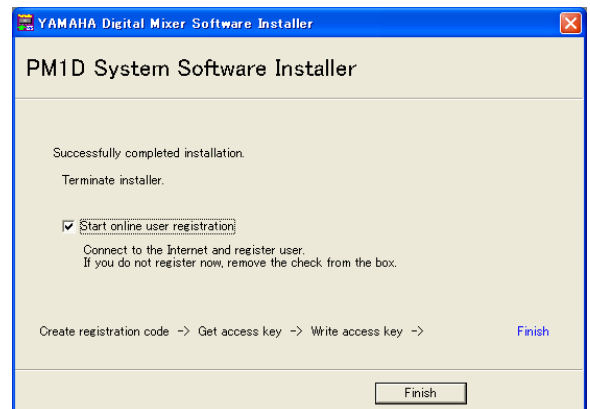 YAMAHA Digital Mixer Software Installer
PM1D System Software Installer
Successfully completed installation.
Terminate installer.
Start online user registration
Connect to the Internet and register user.
If you do not register now, remove the check from the box.
Create registration code -> Get access key -> Write access key -> Finish
Finish